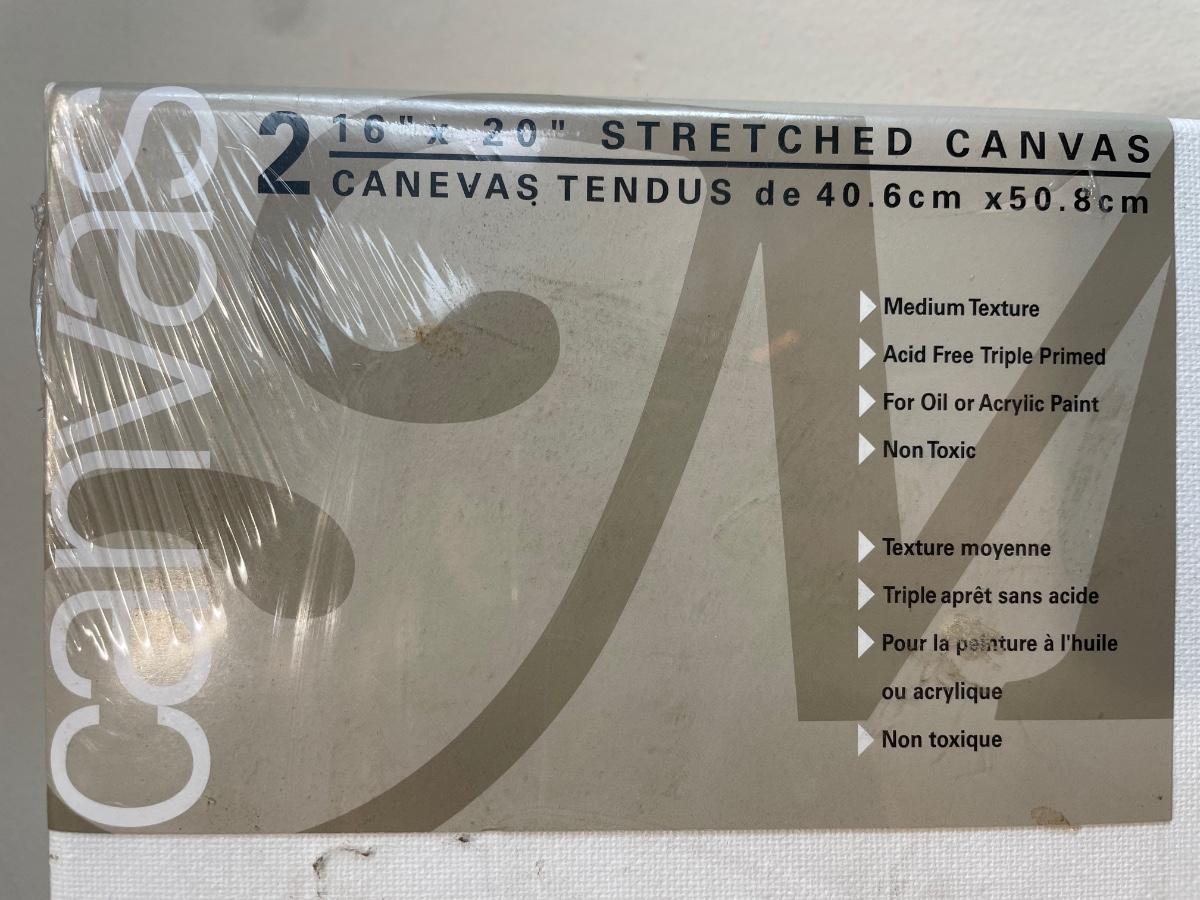 canvas
2 16" x 20" STRETCHED CANVAS
CANEVAS TENDUS de 40.6cm x50.8cm
Medium Texture
Acid Free Triple Primed
For Oil or Acrylic Paint
Non Toxic
Texture moyenne
Triple aprêt sans acide
Pour la peinture à l'huile
ou acrylique
Non toxique
M